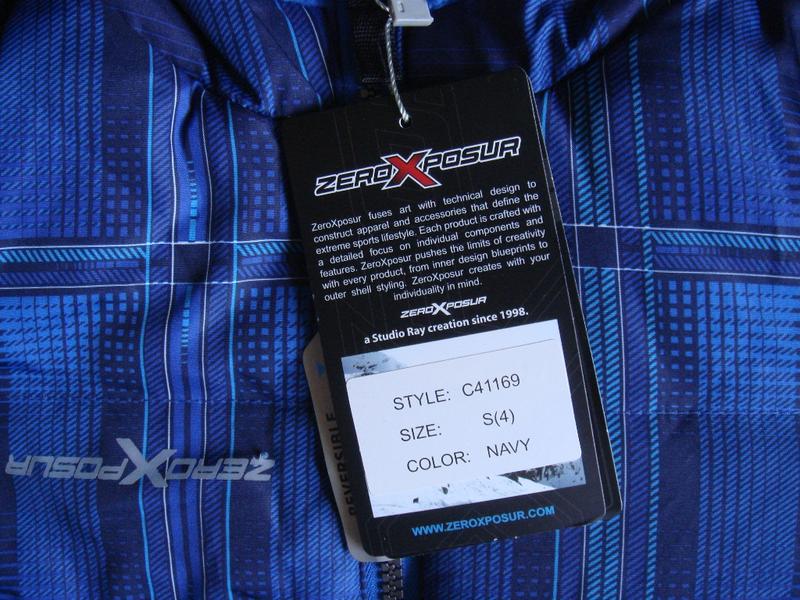 ZEROXPOSUR
ZeroXposur fuses art with technical design to
construct apparel and accessories that define the
extreme sports lifestyle. Each product is crafted with
a detailed focus on individual components and
features. ZeroXposur pushes the limits of creativity
with every product, from inner design blueprints to
outer shell styling. ZeroXposur creates with your
individuality in mind.
ZEROXPOSUR
a Studio Ray creation since 1998.
STYLE: C41169
SIZE: S(4)
COLOR: NAVY
WWW.ZEROXPOSUR.COM
REVERSIBLE
ZEROXPOSUR